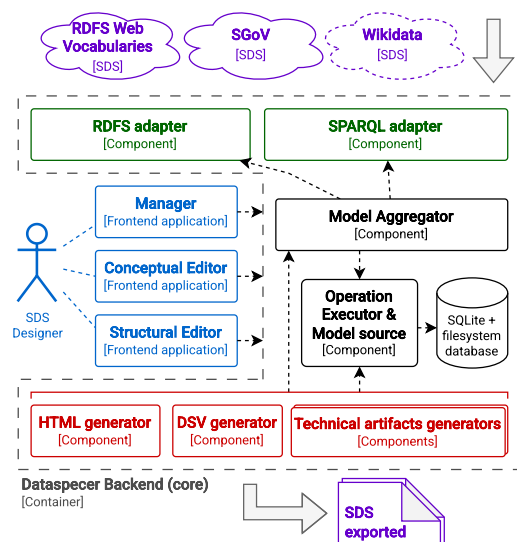 RDFS Web
Vocabularies
[SDS]
SGoV
[SDS]
Wikidata
[SDS]
RDFS adapter
[Component]
SPARQL adapter
[Component]
Manager
[Frontend application]
Model Aggregator
[Component]
Conceptual Editor
[Frontend application]
SDS
Designer
Structural Editor
[Frontend application]
Operation
Executor &
Model source
[Component]
SQLite +
filesystem
database
HTML generator
[Component]
DSV generator
[Component]
Technical artifacts generators
[Components]
Dataspecer Backend (core)
[Container]
SDS
exported